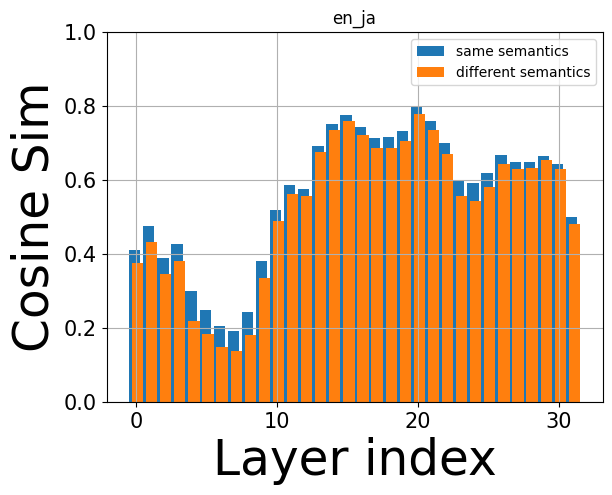 en_ja
same semantics
different semantics
Cosine Sim
1.0
0.8
0.6
0.4
0.2
0.0
0 10 20 30
Layer index